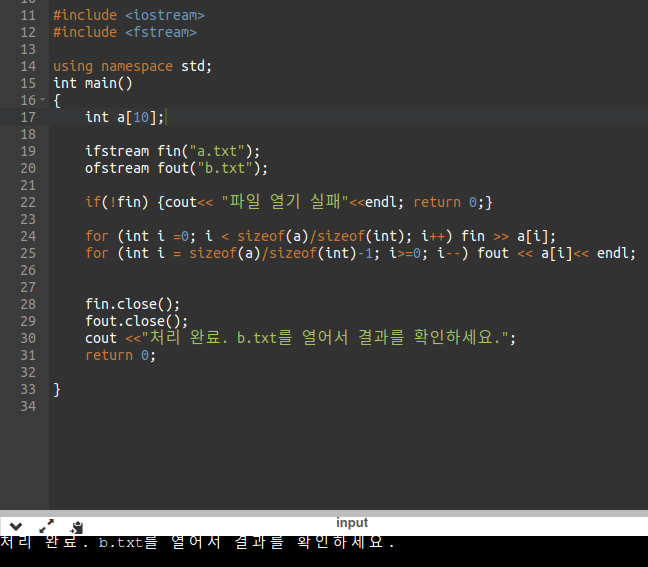 11 #include <iostream>
12 #include <fstream>
13
14 using namespace std;
15 int main()
16 {
17 int a[10];
18
19 ifstream fin("a.txt");
20 ofstream fout("b.txt");
21
22 if(!fin) {cout<< "파일 열기 실패"<<endl; return 0;}
23
24 for (int i =0; i < sizeof(a)/sizeof(int); i++) fin >> a[i];
25 for (int i = sizeof(a)/sizeof(int)-1; i>=0; i--) fout << a[i]<< endl;
26
27
28 fin.close();
29 fout.close();
30 cout <<"처리 완료. b.txt를 열어서 결과를 확인하세요.";
31 return 0;
32
33 }
34
input
처리 완료. b.txt를 열어서 결과를 확인하세요.